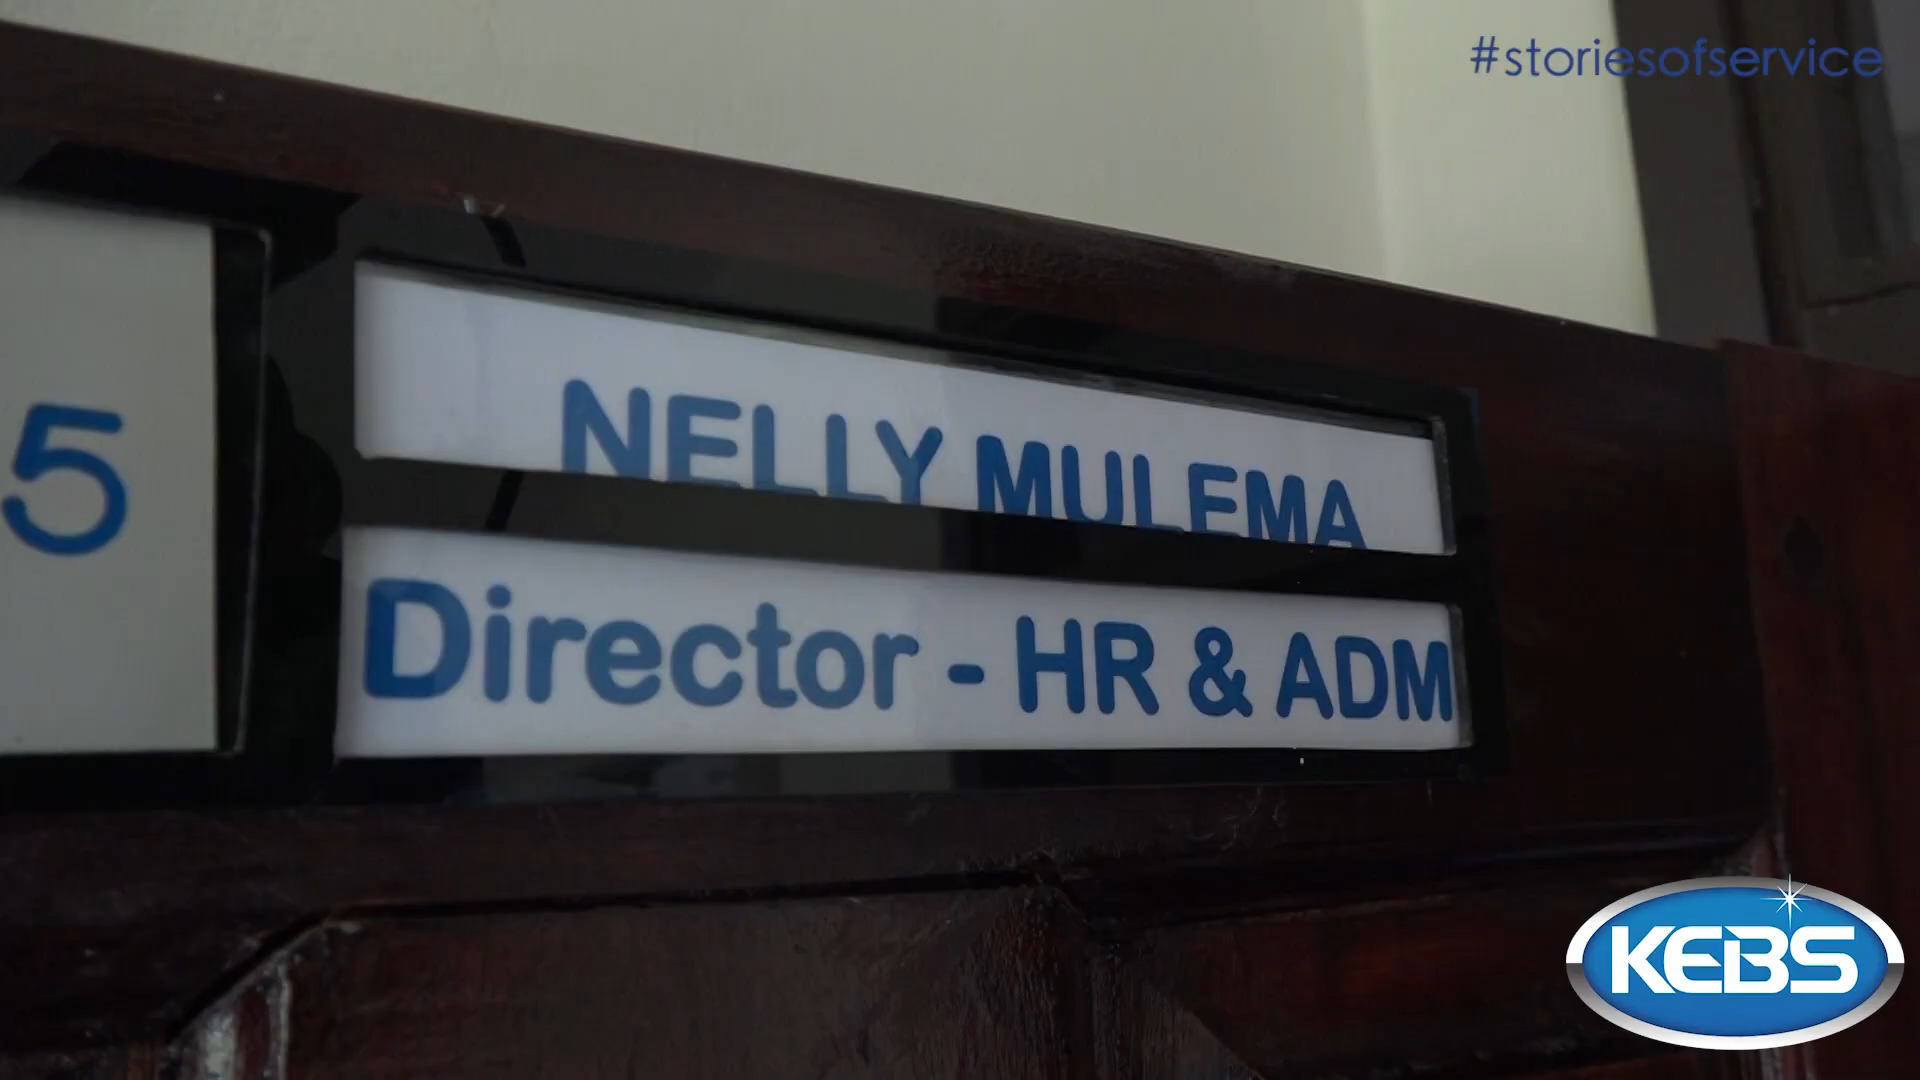 #storiesofservice
5
NELLY MULEMA
Director - HR & ADM
KEBS